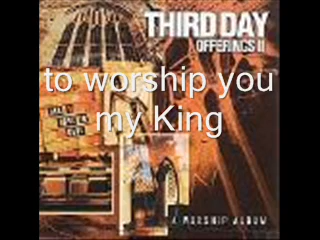 THIRD DAY
OFFERINGS II
to worship you
my King
A WORSHIP ALBUM